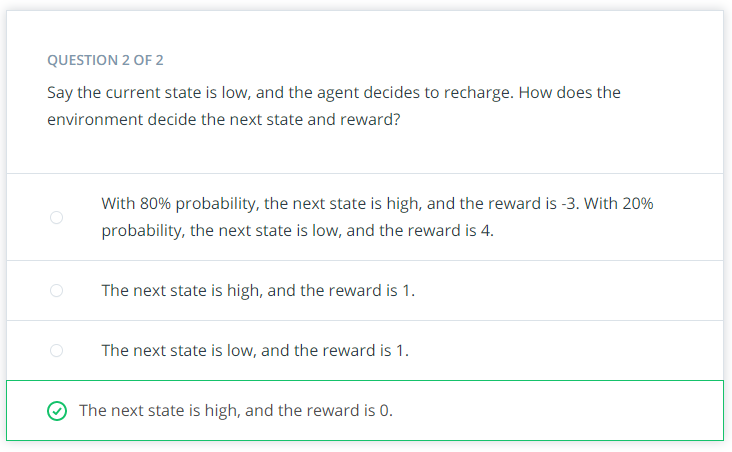 QUESTION 2 OF 2
Say the current state is low, and the agent decides to recharge. How does the
environment decide the next state and reward?
With 80% probability, the next state is high, and the reward is -3. With 20%
probability, the next state is low, and the reward is 4.
The next state is high, and the reward is 1.
The next state is low, and the reward is 1.
The next state is high, and the reward is 0.